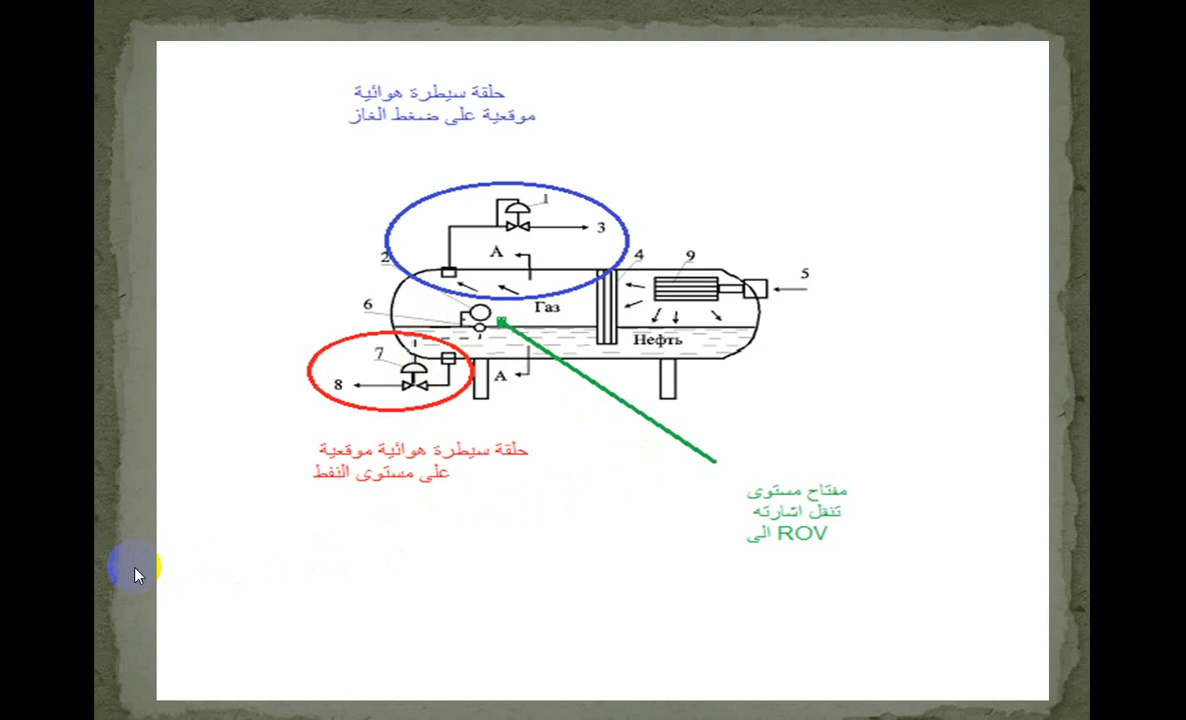 حلقة سيطرة هوائية
موقعية على ضغط الغاز
1
3
A
2
4
9
5
6
Газ
Нефть
7
8
A
حلقة سيطرة هوائية موقعية
على مستوى النفط
مفتاح مستوى
تنقل اشارته
الى ROV